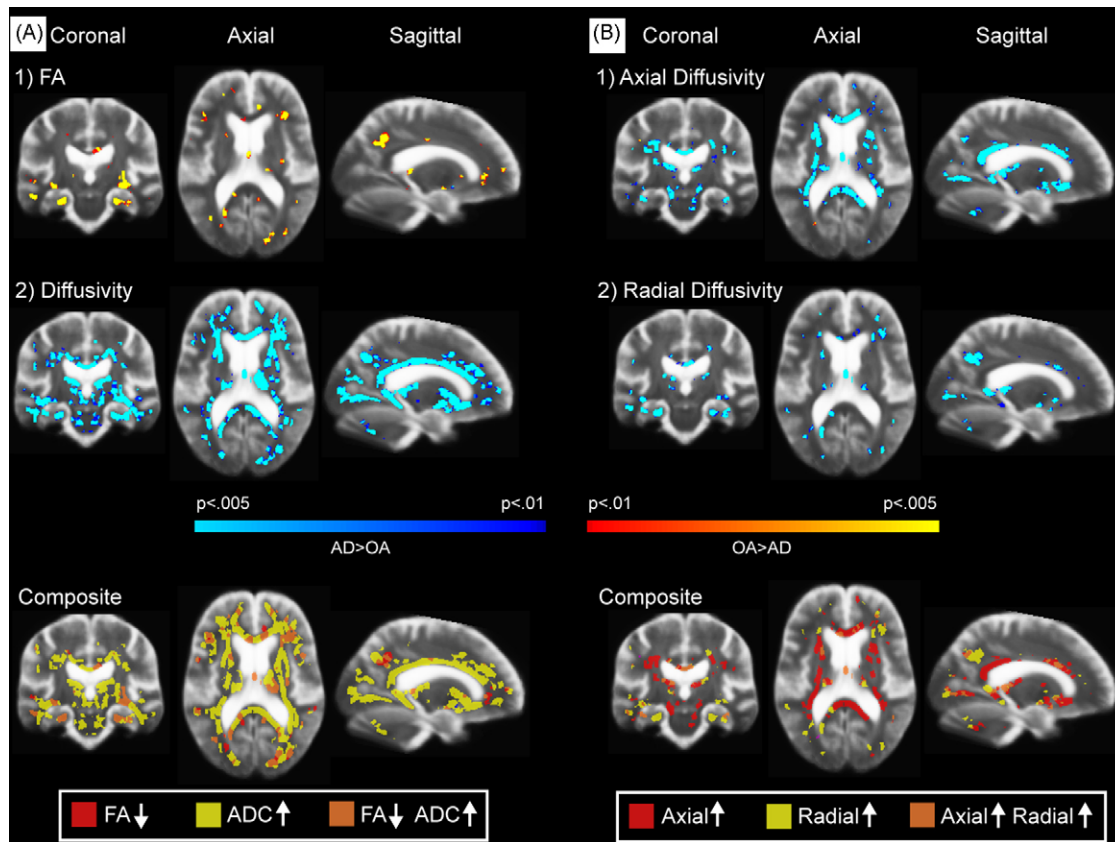 (A) Coronal Axial Sagittal
1) FA
2) Diffusivity
p<.005 p<.01
AD>OA
Composite
FA↓ ADC↑ FA↓ ADC↑
(B) Coronal Axial Sagittal
1) Axial Diffusivity
2) Radial Diffusivity
p<.01 p<.005
OA>AD
Composite
Axial↑ Radial↑ Axial↑ Radial↑